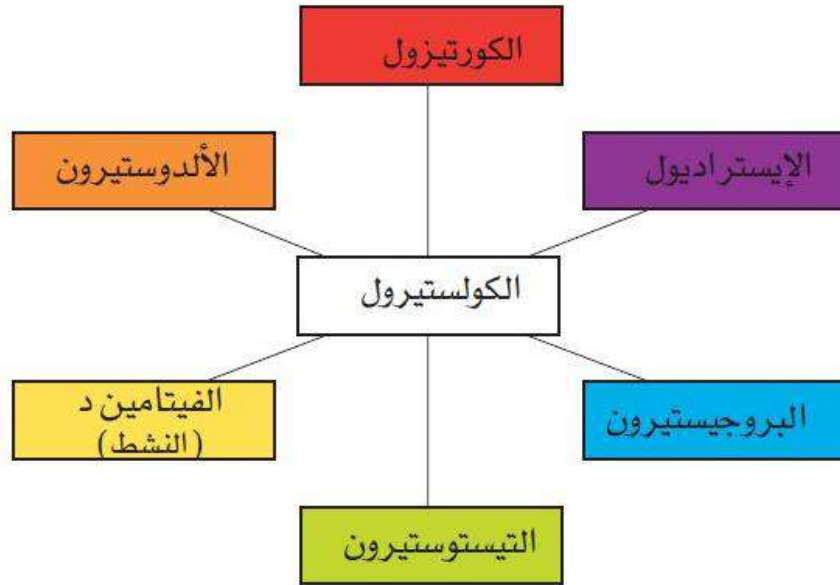 الكورتيزول
الإيستراديول
الألدوستيرون
الكولستيرول
الفيتامين د
(النشط)
البروجيستيرون
التيستوستيرون